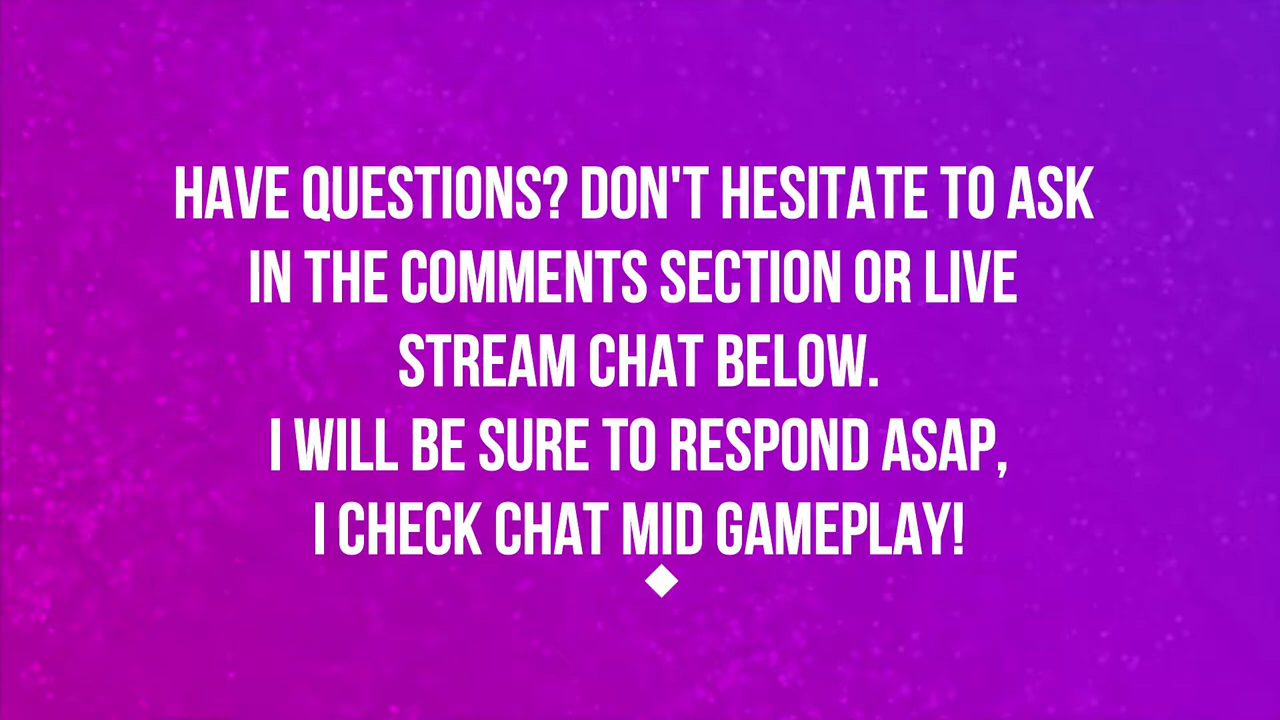 HAVE QUESTIONS? DON'T HESITATE TO ASK
IN THE COMMENTS SECTION OR LIVE
STREAM CHAT BELOW.
I WILL BE SURE TO RESPOND ASAP,
I CHECK CHAT MID GAMEPLAY!